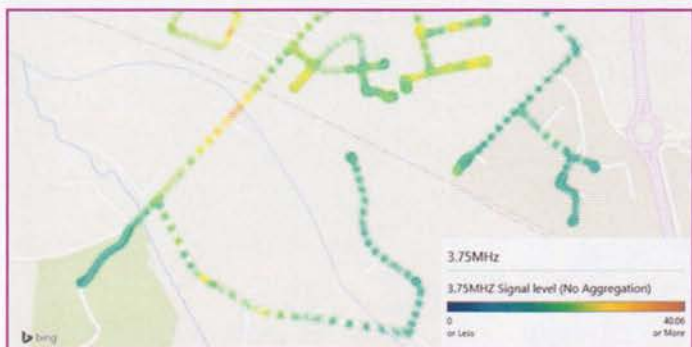 3.75MHz
3.75MHZ Signal level (No Aggregation)
0 40.06
or Less or More
bing